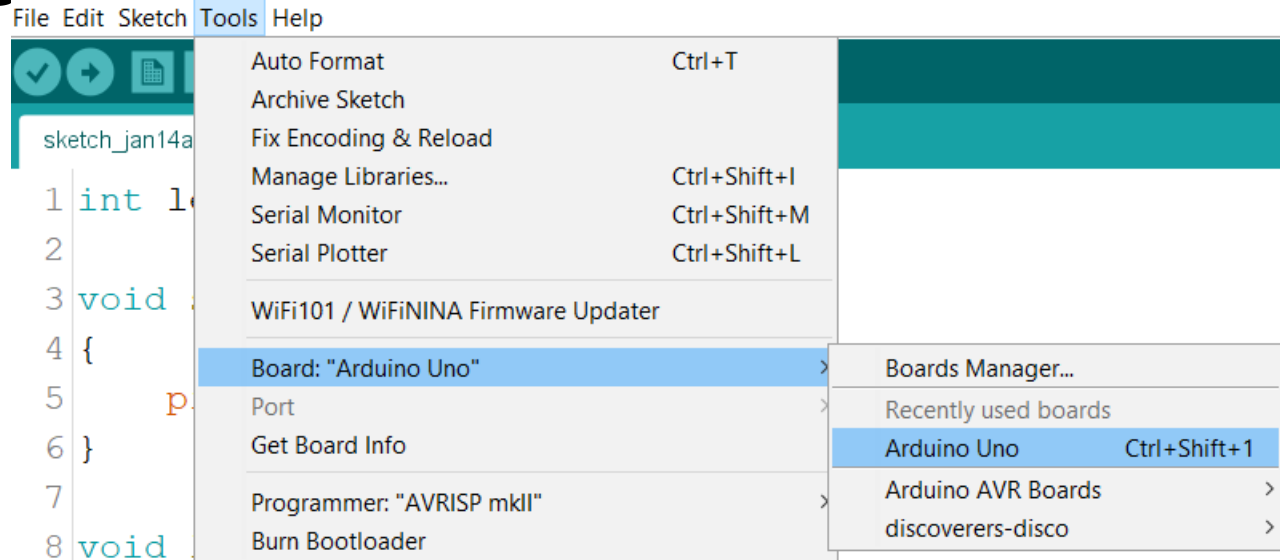 File Edit Sketch Tools Help
sketch_jan14a
Auto Format Ctrl+T
Archive Sketch
Fix Encoding & Reload
Manage Libraries... Ctrl+Shift+I
Serial Monitor Ctrl+Shift+M
Serial Plotter Ctrl+Shift+L
WiFi101 / WiFiNINA Firmware Updater
Board: "Arduino Uno"
Port
Get Board Info
Programmer: "AVRISP mkII"
Burn Bootloader
Boards Manager...
Recently used boards
Arduino Uno Ctrl+Shift+1
Arduino AVR Boards
discoverers-disco
1 int
2
3 void
4 {
5
6 }
7
8 void